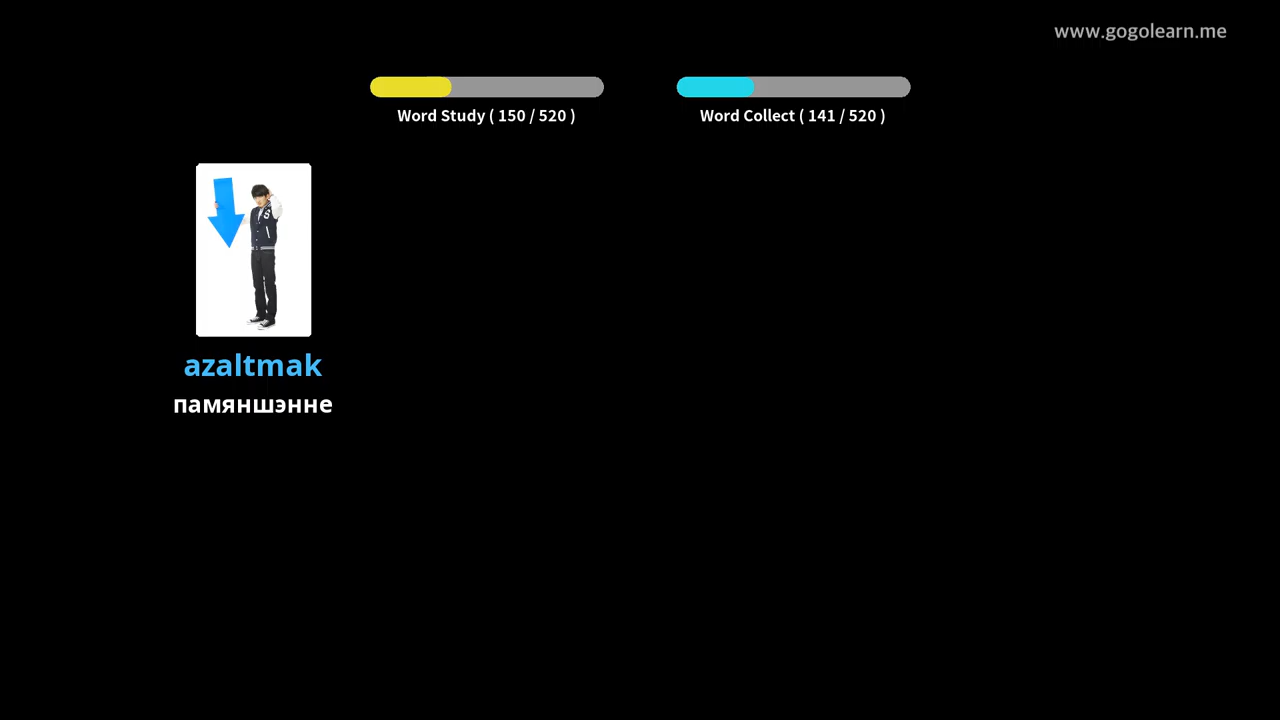 www.gogolearn.me
Word Study ( 150 / 520 )
Word Collect ( 141 / 520 )
S
azaltmak
памяншэнне